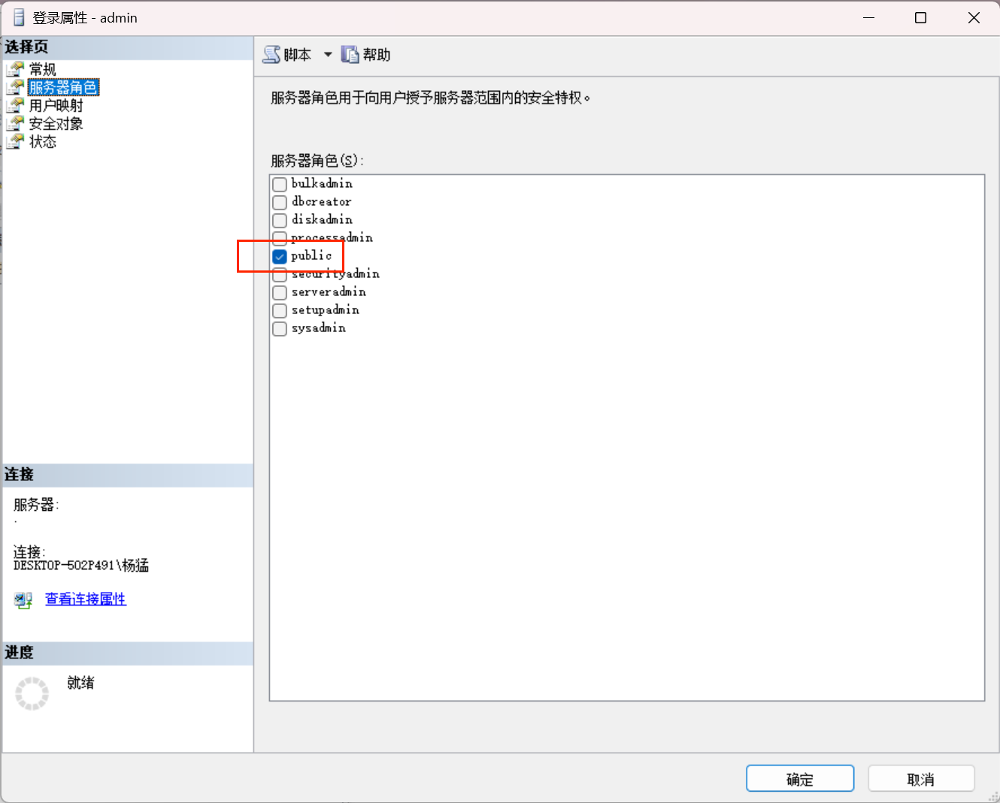 登录属性 - admin
选择页
常规
服务器角色
用户映射
安全对象
状态
脚本
帮助
服务器角色用于向用户授予服务器范围内的安全特权。
服务器角色(S):
bulkadmin
dbcreator
diskadmin
processadmin
public
securityadmin
serveradmin
setupadmin
sysadmin
连接
服务器:
.
连接:
DESKTOP-502P491\杨猛
查看连接属性
进度
就绪
确定
取消